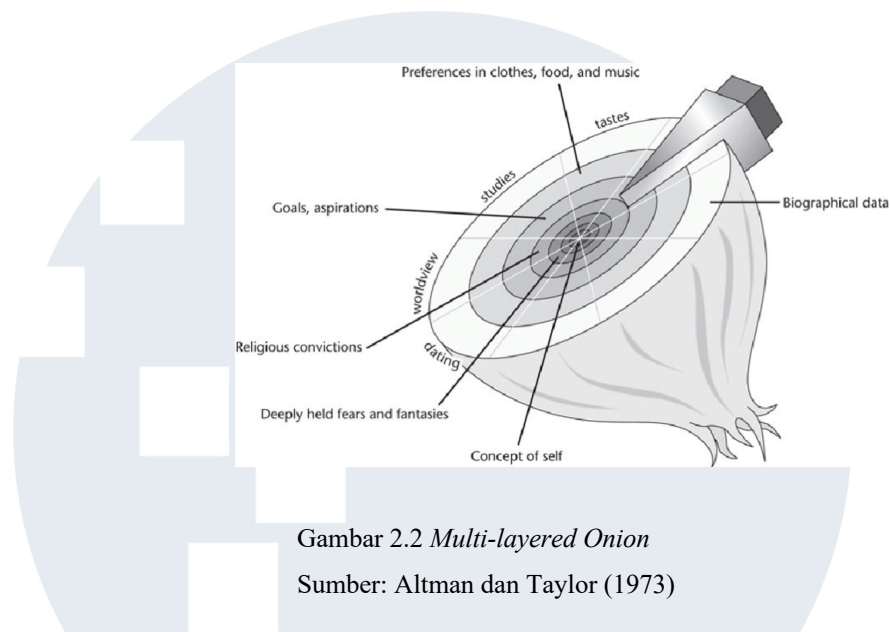 Preferences in clothes, food, and music
tastes
studies
Goals, aspirations
Biographical data
worldview
Religious convictions
dating
Deeply held fears and fantasies
Concept of self
Gambar 2.2 Multi-layered Onion
Sumber: Altman dan Taylor (1973)